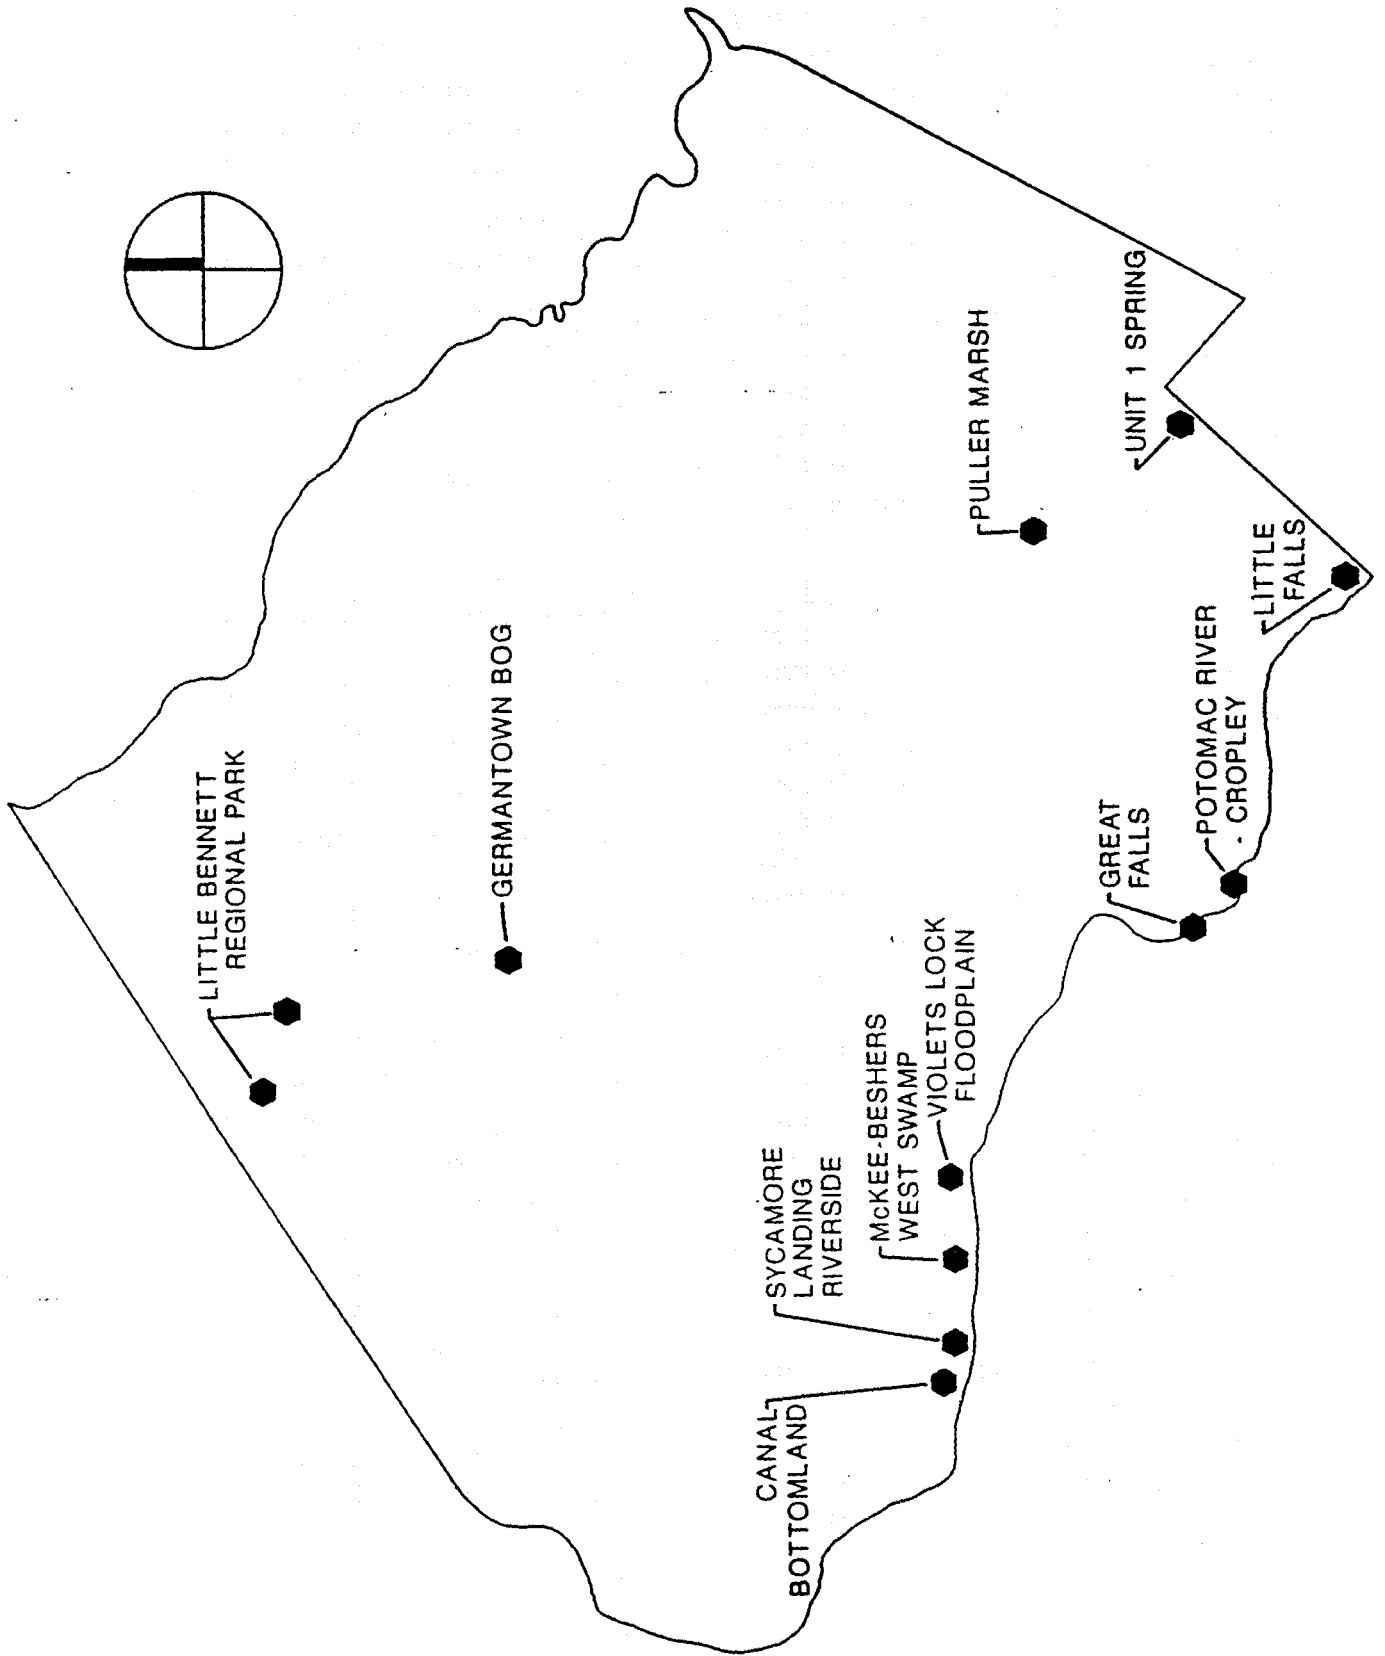 LITTLE BENNETT
REGIONAL PARK
GERMANTOWN BOG
PULLER MARSH
UNIT 1 SPRING
SYCAMORE
LANDING
RIVERSIDE
CANAL
BOTTOMLAND
McKEE-BESHERS
WEST SWAMP
VIOLETS LOCK
FLOODPLAIN
GREAT
FALLS
POTOMAC RIVER
- CROPLEY
LITTLE
FALLS